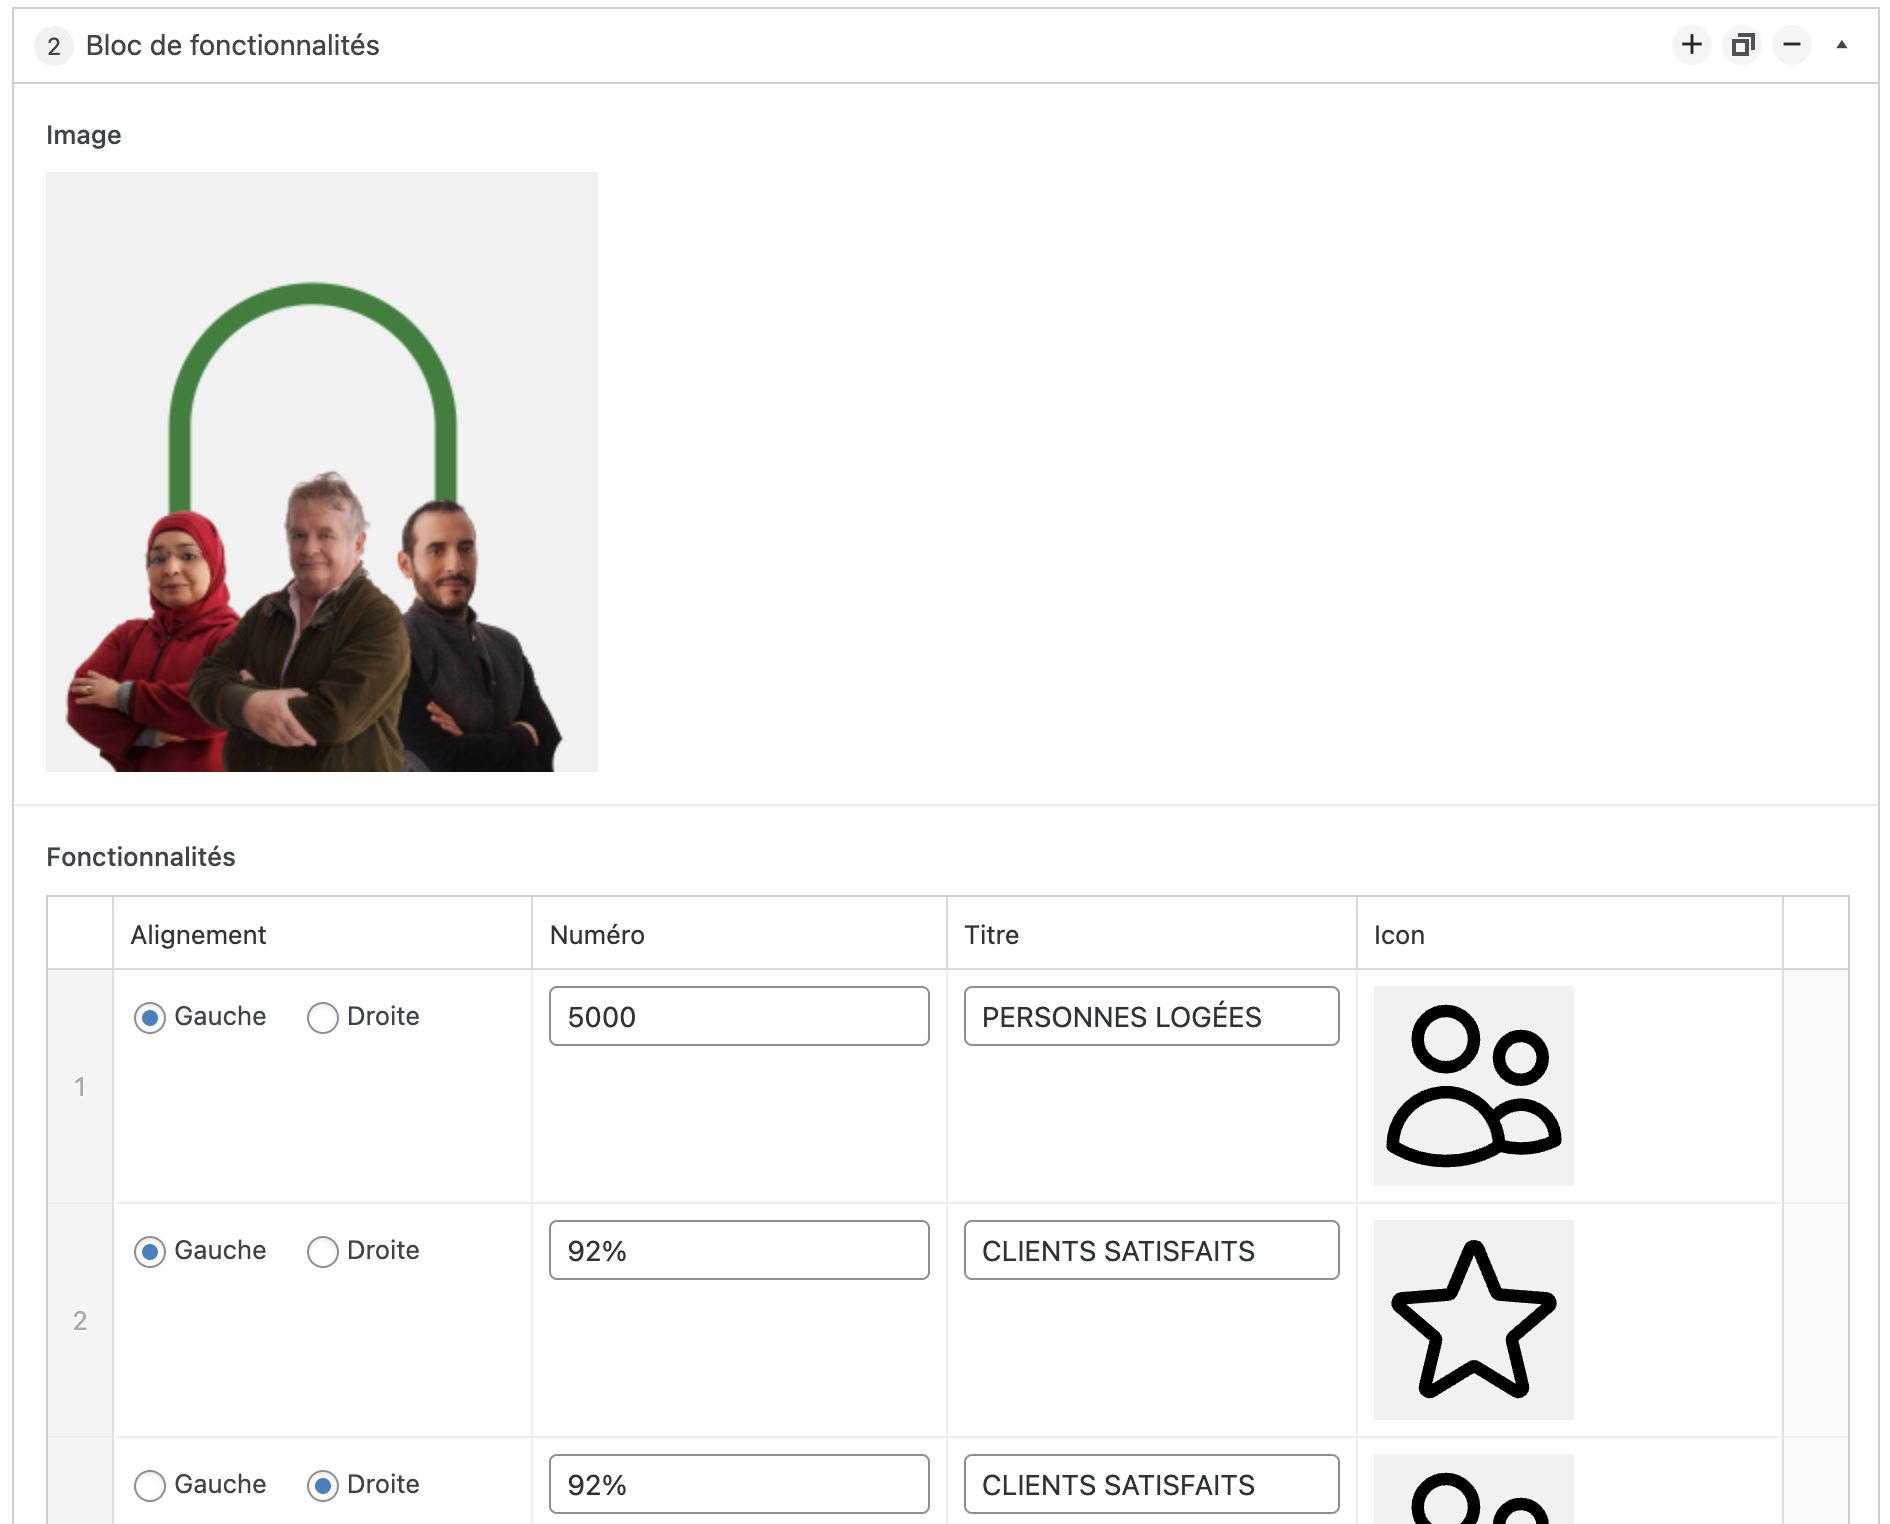 2 Bloc de fonctionnalités
Image
Fonctionnalités
Alignement Numéro Titre Icon
1 Gauche Droite 5000 PERSONNES LOGÉES
2 Gauche Droite 92% CLIENTS SATISFAITS
Gauche Droite 92% CLIENTS SATISFAITS